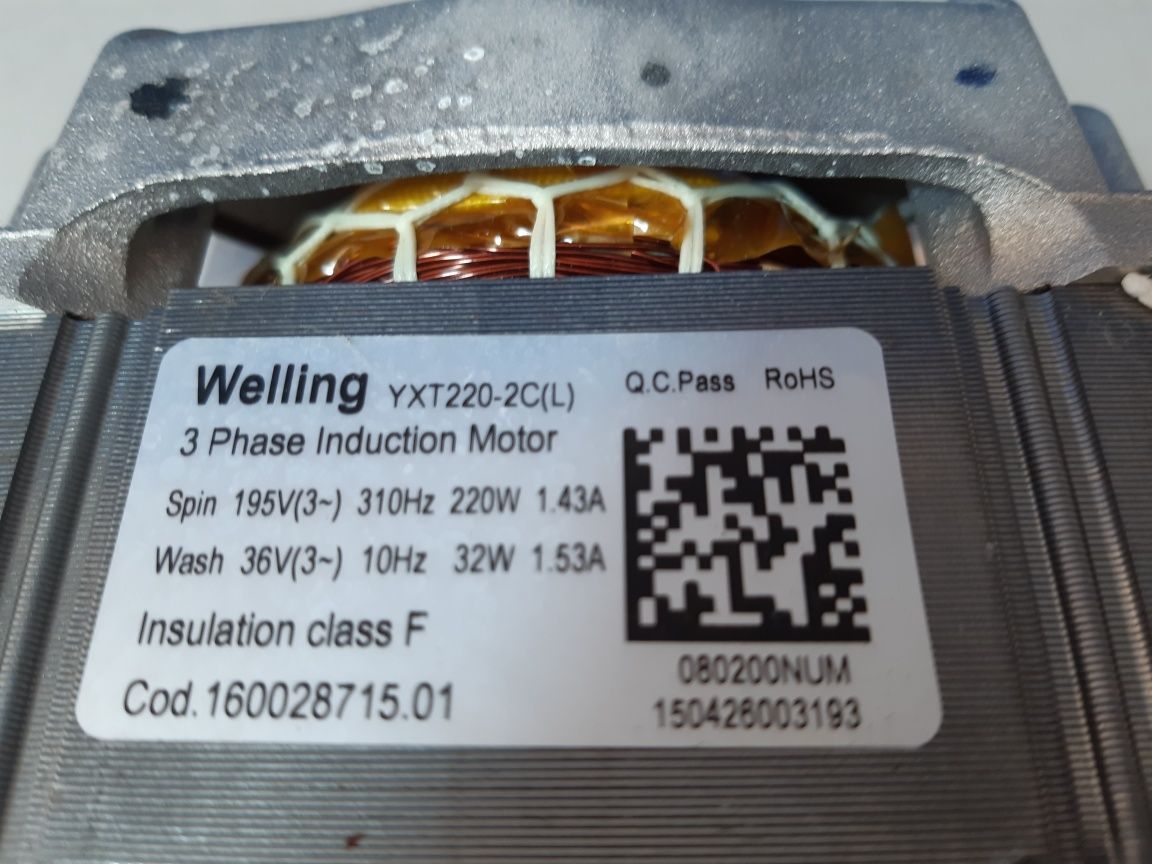 Welling YXT220-2C(L) Q.C.Pass RoHS
3 Phase Induction Motor
Spin 195V(3~) 310Hz 220W 1.43A
Wash 36V(3~) 10Hz 32W 1.53A
Insulation class F
Cod.160028715.01
080200NUM
150426003193